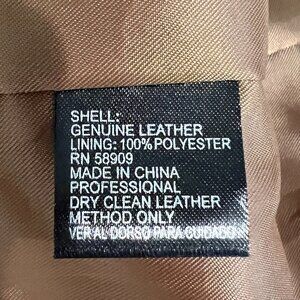 SHELL:
GENUINE LEATHER
LINING: 100% POLYESTER
RN 58909
MADE IN CHINA
PROFESSIONAL
DRY CLEAN LEATHER
METHOD ONLY
VER AL DORSO PARA CUIDADO